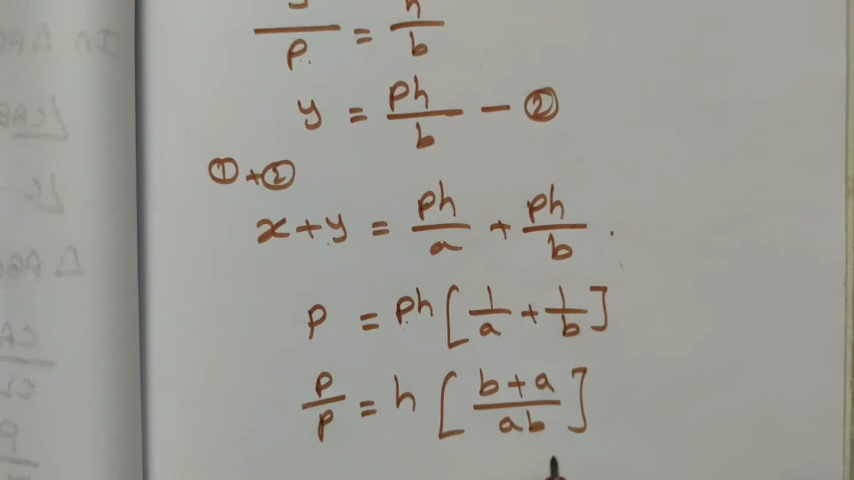 y/p = h/b
y = ph/b - ②
① + ②
x + y = ph/a + ph/b .
p = ph [ 1/a + 1/b ]
p/p = h [ b + a / ab ]